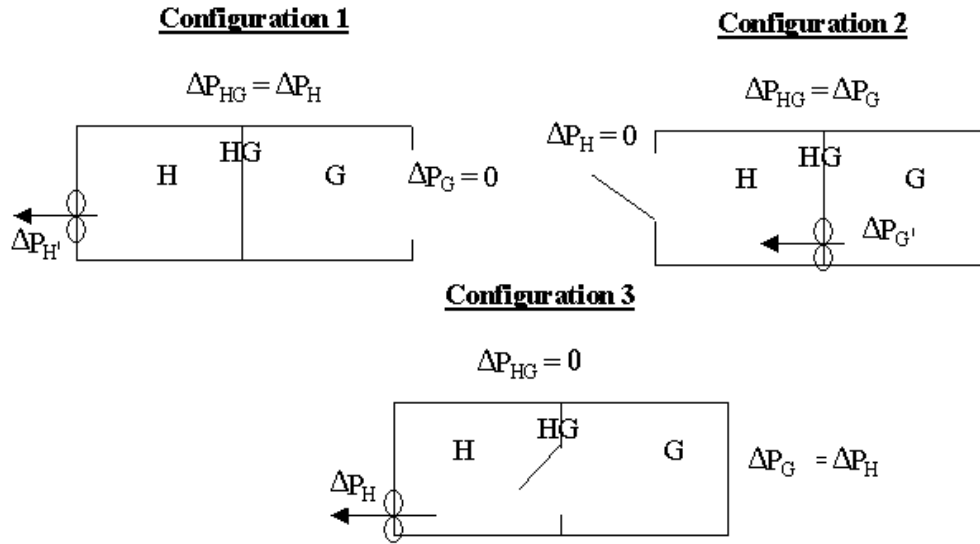 Configuration 1
ΔP_HG = ΔP_H
HG
H
G
ΔP_G = 0
ΔP_H'
Configuration 2
ΔP_HG = ΔP_G
ΔP_H = 0
HG
H
G
ΔP_G'
Configuration 3
ΔP_HG = 0
HG
H
G
ΔP_G = ΔP_H
ΔP_H